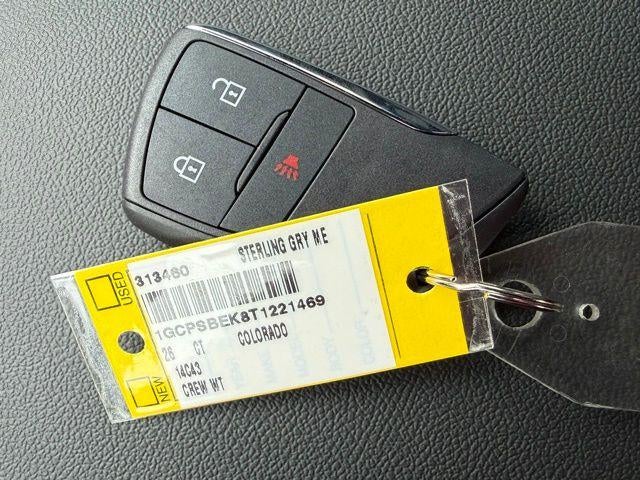 USED
313460 STERLING GRY ME
1GCPSBEK8T1221469
26 CT COLORADO
14C43
CREW WT
NEW